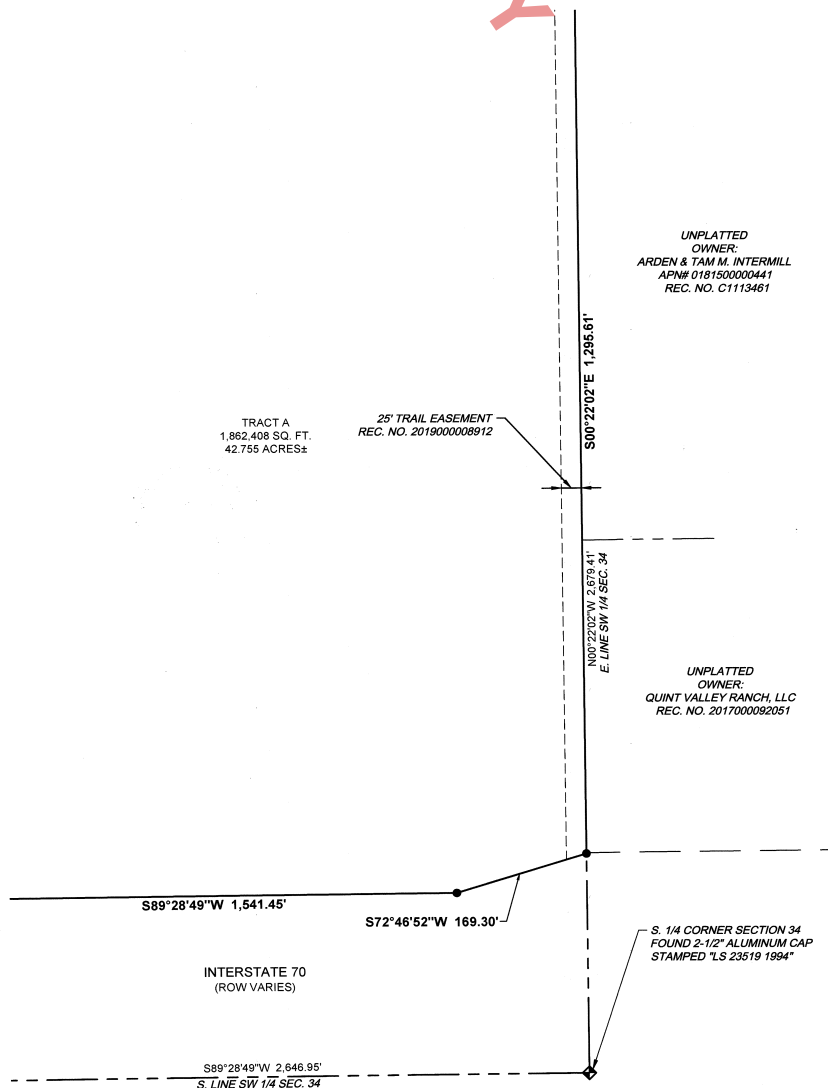 UNPLATTED
OWNER:
ARDEN & TAM M. INTERMILL
APN# 0181500000441
REC. NO. C1113461
S00°22'02"E 1,295.61'
TRACT A
1,862,408 SQ. FT.
42.755 ACRES±
25' TRAIL EASEMENT
REC. NO. 2019000008912
N00°22'02"W 2,679.41'
E. LINE SW 1/4 SEC. 34
UNPLATTED
OWNER:
QUINT VALLEY RANCH, LLC
REC. NO. 2017000092051
S89°28'49"W 1,541.45'
S72°46'52"W 169.30'
S. 1/4 CORNER SECTION 34
FOUND 2-1/2" ALUMINUM CAP
STAMPED "LS 23519 1994"
INTERSTATE 70
(ROW VARIES)
S89°28'49"W 2,646.95'
S. LINE SW 1/4 SEC. 34